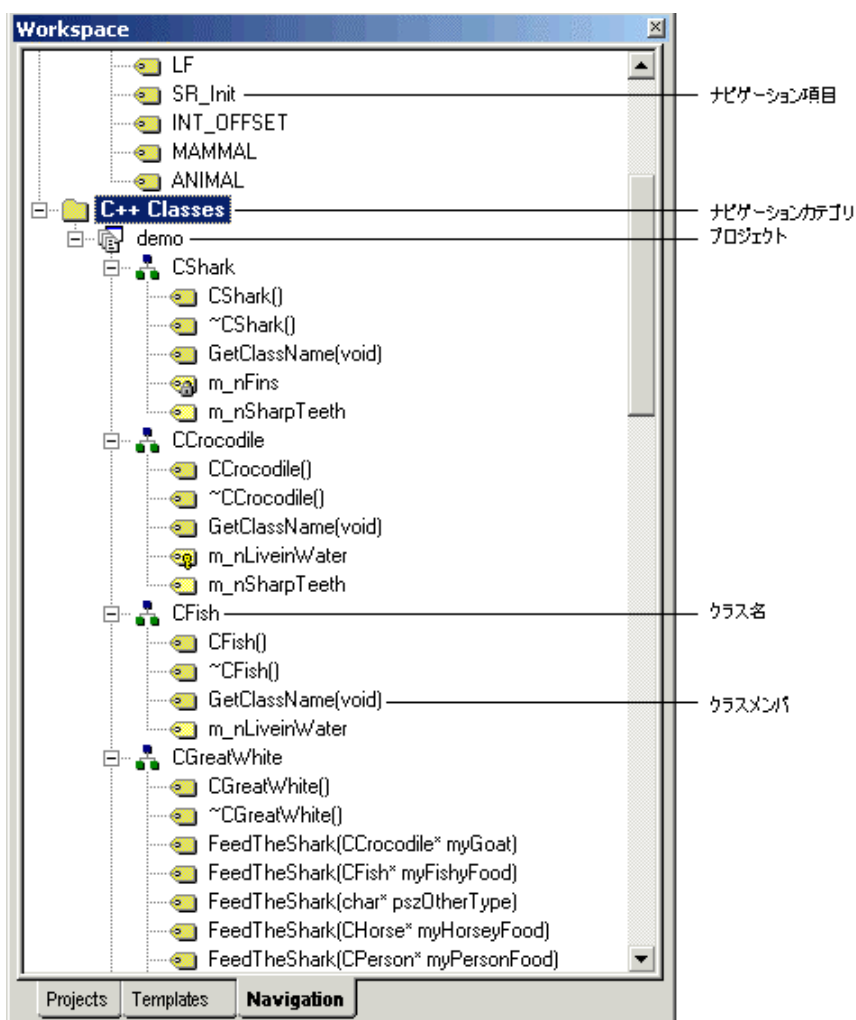 Workspace
LF
SR_Init
ナビゲーション項目
INT_OFFSET
MAMMAL
ANIMAL
C++ Classes
ナビゲーションカテゴリ
demo
プロジェクト
CShark
CShark()
~CShark()
GetClassName(void)
m_nFins
m_nSharpTeeth
CCrocodile
CCrocodile()
~CCrocodile()
GetClassName(void)
m_nLiveinWater
m_nSharpTeeth
CFish
クラス名
CFish()
~CFish()
GetClassName(void)
クラスメンバ
m_nLiveinWater
CGreatWhite
CGreatWhite()
~CGreatWhite()
FeedTheShark(CCrocodile* myGoat)
FeedTheShark(CFish* myFishyFood)
FeedTheShark(char* pszOtherType)
FeedTheShark(CHorse* myHorseyFood)
FeedTheShark(CPerson* myPersonFood)
Projects Templates Navigation